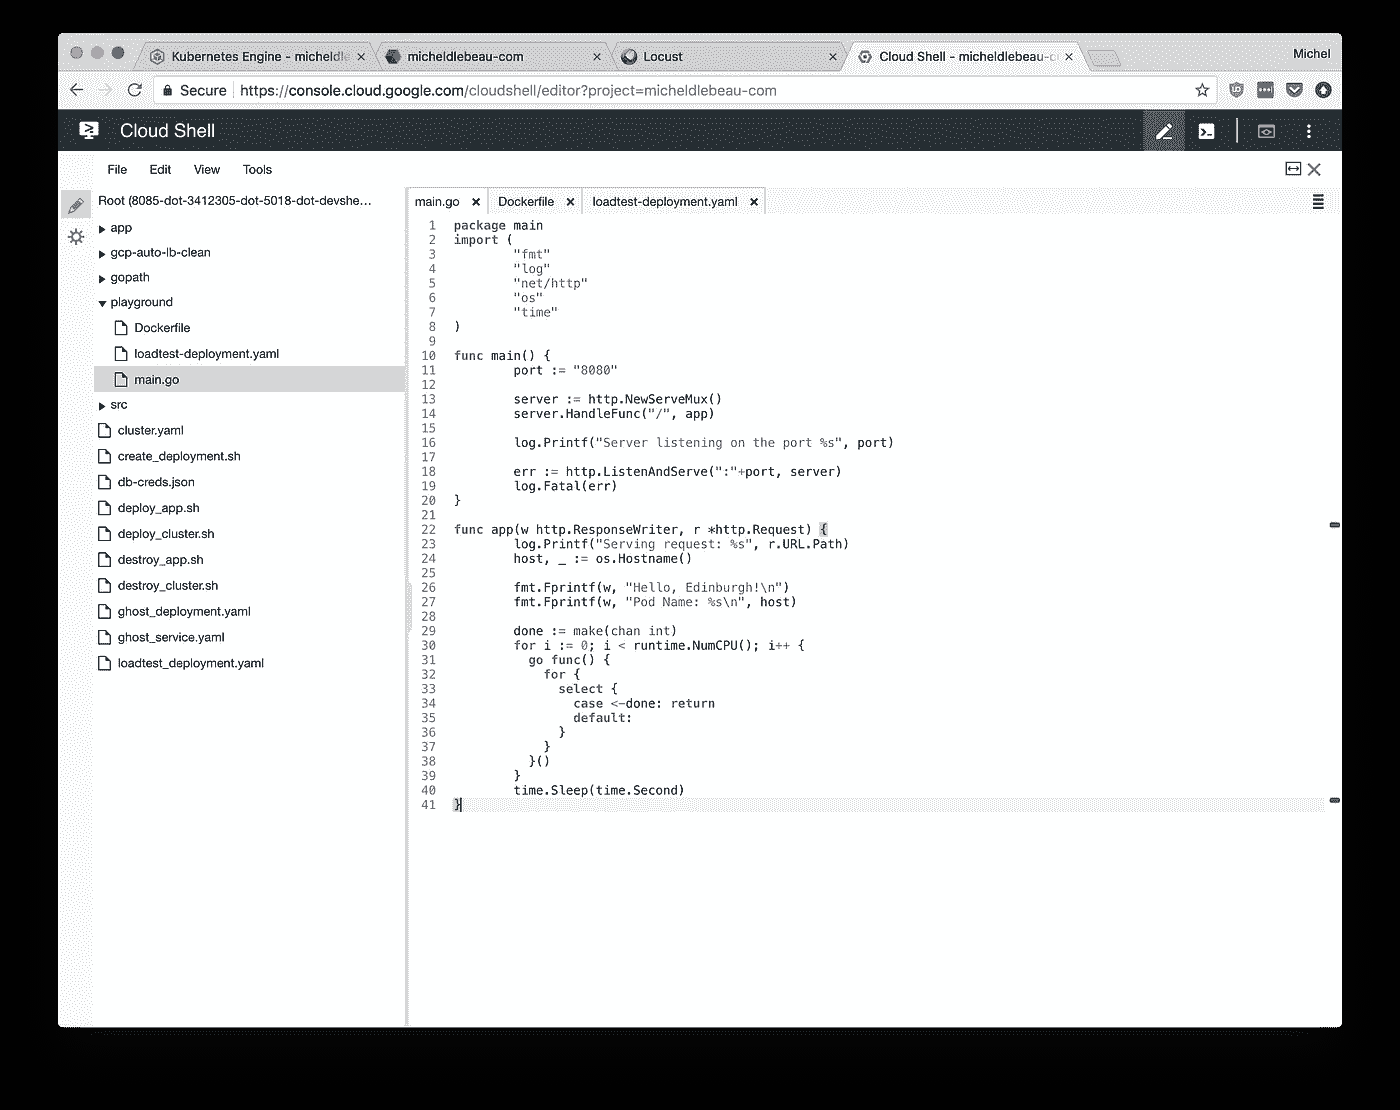 Kubernetes Engine - micheldle
micheldlebeau-com
Locust
Cloud Shell - micheldlebeau-c
Michel
Secure
https://console.cloud.google.com/cloudshell/editor?project=micheldlebeau-com
Cloud Shell
File Edit View Tools
Root (8085-dot-3412305-dot-5018-dot-devshe...
app
gcp-auto-lb-clean
gopath
playground
Dockerfile
loadtest-deployment.yaml
main.go
src
cluster.yaml
create_deployment.sh
db-creds.json
deploy_app.sh
deploy_cluster.sh
destroy_app.sh
destroy_cluster.sh
ghost_deployment.yaml
ghost_service.yaml
loadtest_deployment.yaml
main.go × Dockerfile × loadtest-deployment.yaml ×
1 package main
2 import (
3 "fmt"
4 "log"
5 "net/http"
6 "os"
7 "time"
8 )
9
10 func main() {
11 port := "8080"
12
13 server := http.NewServeMux()
14 server.HandleFunc("/", app)
15
16 log.Printf("Server listening on the port %s", port)
17
18 err := http.ListenAndServe(":"+port, server)
19 log.Fatal(err)
20 }
21
22 func app(w http.ResponseWriter, r *http.Request) {
23 log.Printf("Serving request: %s", r.URL.Path)
24 host, _ := os.Hostname()
25
26 fmt.Fprintf(w, "Hello, Edinburgh!\n")
27 fmt.Fprintf(w, "Pod Name: %s\n", host)
28
29 done := make(chan int)
30 for i := 0; i < runtime.NumCPU(); i++ {
31 go func() {
32 for {
33 select {
34 case <-done: return
35 default:
36 }
37 }
38 }()
39 }
40 time.Sleep(time.Second)
41 }